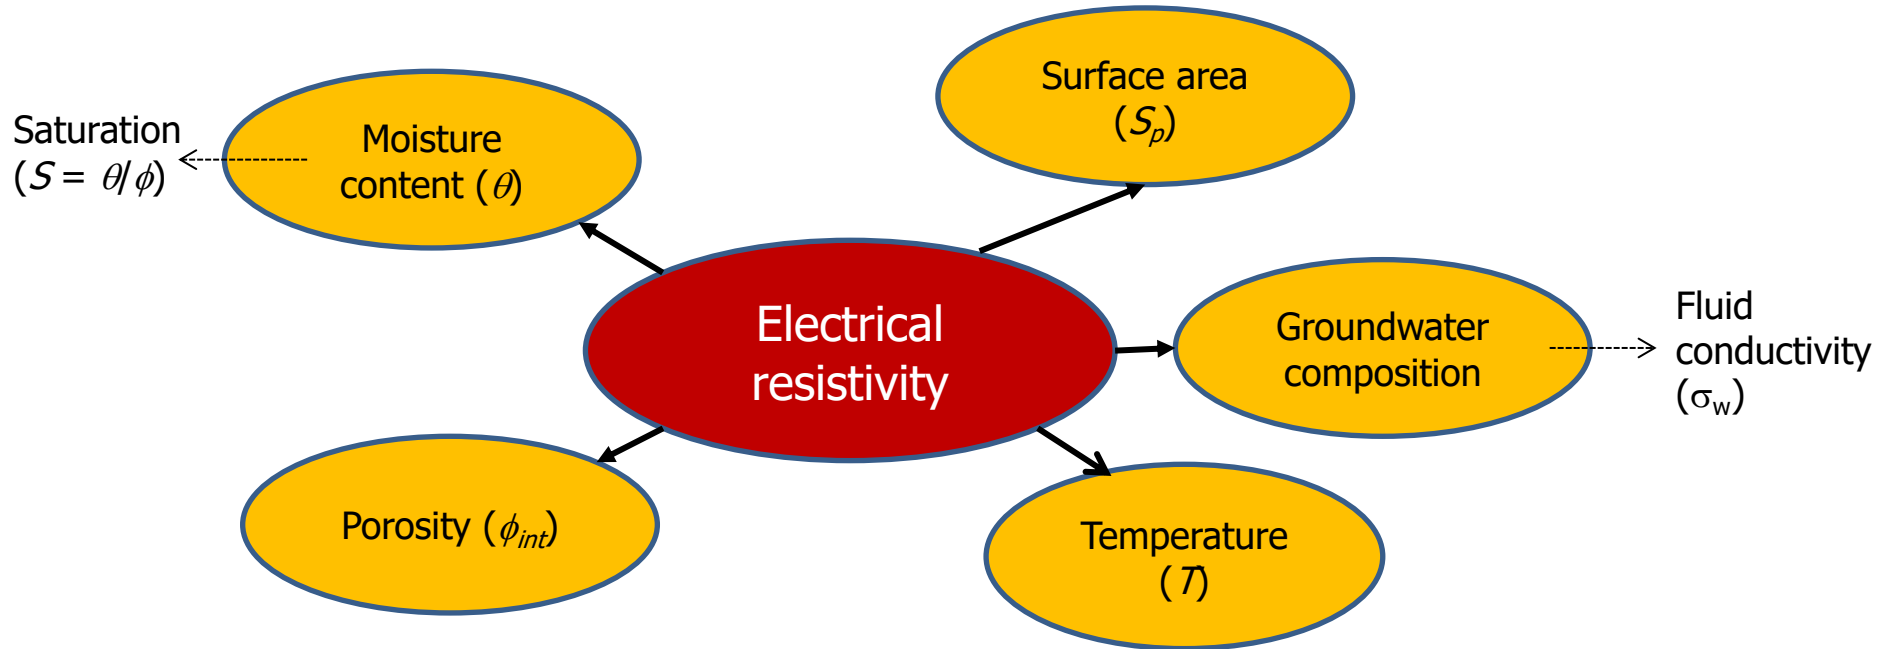 Surface area
(Sp)
Saturation
(S = θ/ϕ)
Moisture
content (θ)
Electrical
resistivity
Groundwater
composition
Fluid
conductivity
(σw)
Porosity (ϕint)
Temperature
(T)